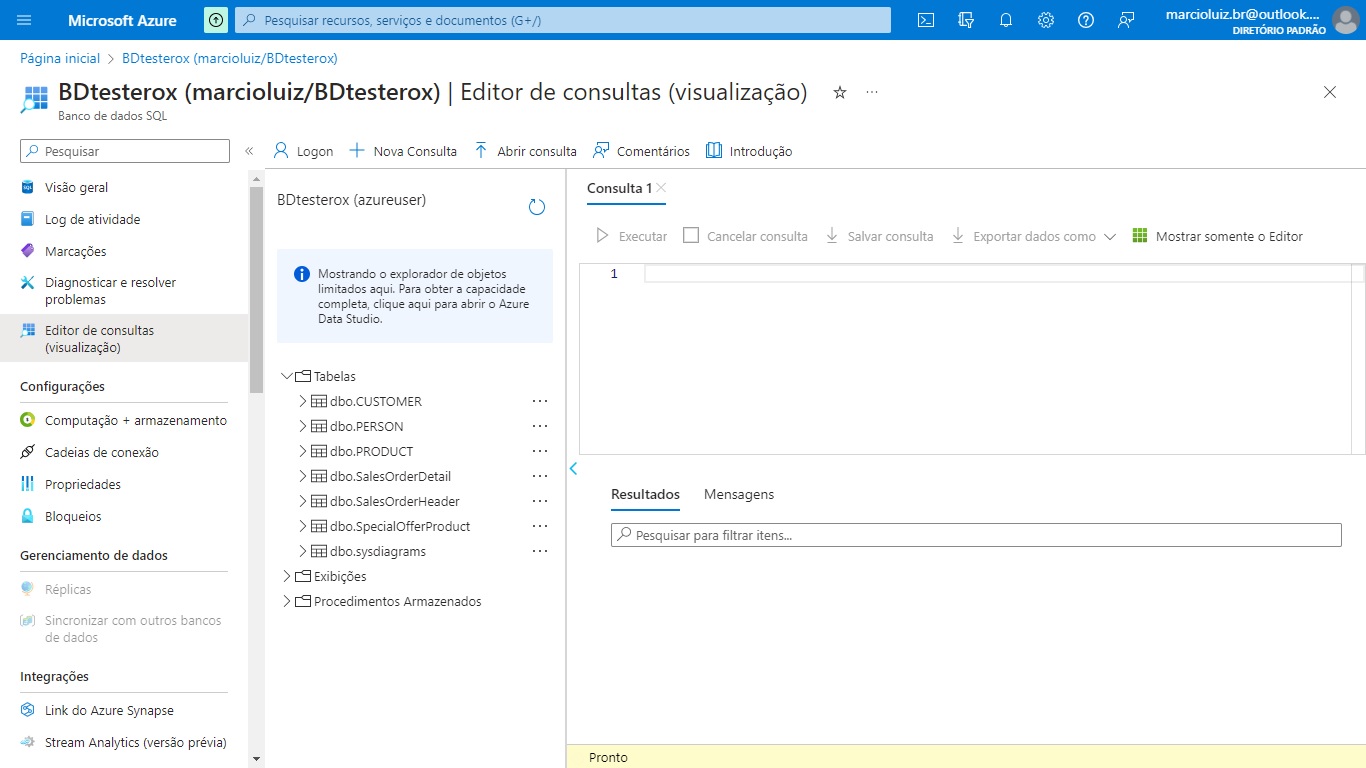 Microsoft Azure
Pesquisar recursos, serviços e documentos (G+/)
marcioluiz.br@outlook....
DIRETÓRIO PADRÃO
Página inicial > BDtesterox (marcioluiz/BDtesterox)
BDtesterox (marcioluiz/BDtesterox) | Editor de consultas (visualização)
Banco de dados SQL
Pesquisar
Visão geral
Log de atividade
Marcações
Diagnosticar e resolver
problemas
Editor de consultas
(visualização)
Configurações
Computação + armazenamento
Cadeias de conexão
Propriedades
Bloqueios
Gerenciamento de dados
Réplicas
Sincronizar com outros bancos
de dados
Integrações
Link do Azure Synapse
Stream Analytics (versão prévia)
Logon Nova Consulta Abrir consulta Comentários Introdução
BDtesterox (azureuser)
Mostrando o explorador de objetos
limitados aqui. Para obter a capacidade
completa, clique aqui para abrir o Azure
Data Studio.
Tabelas
dbo.CUSTOMER
dbo.PERSON
dbo.PRODUCT
dbo.SalesOrderDetail
dbo.SalesOrderHeader
dbo.SpecialOfferProduct
dbo.sysdiagrams
Exibições
Procedimentos Armazenados
Consulta 1
Executar Cancelar consulta Salvar consulta Exportar dados como Mostrar somente o Editor
1
Resultados Mensagens
Pesquisar para filtrar itens...
Pronto